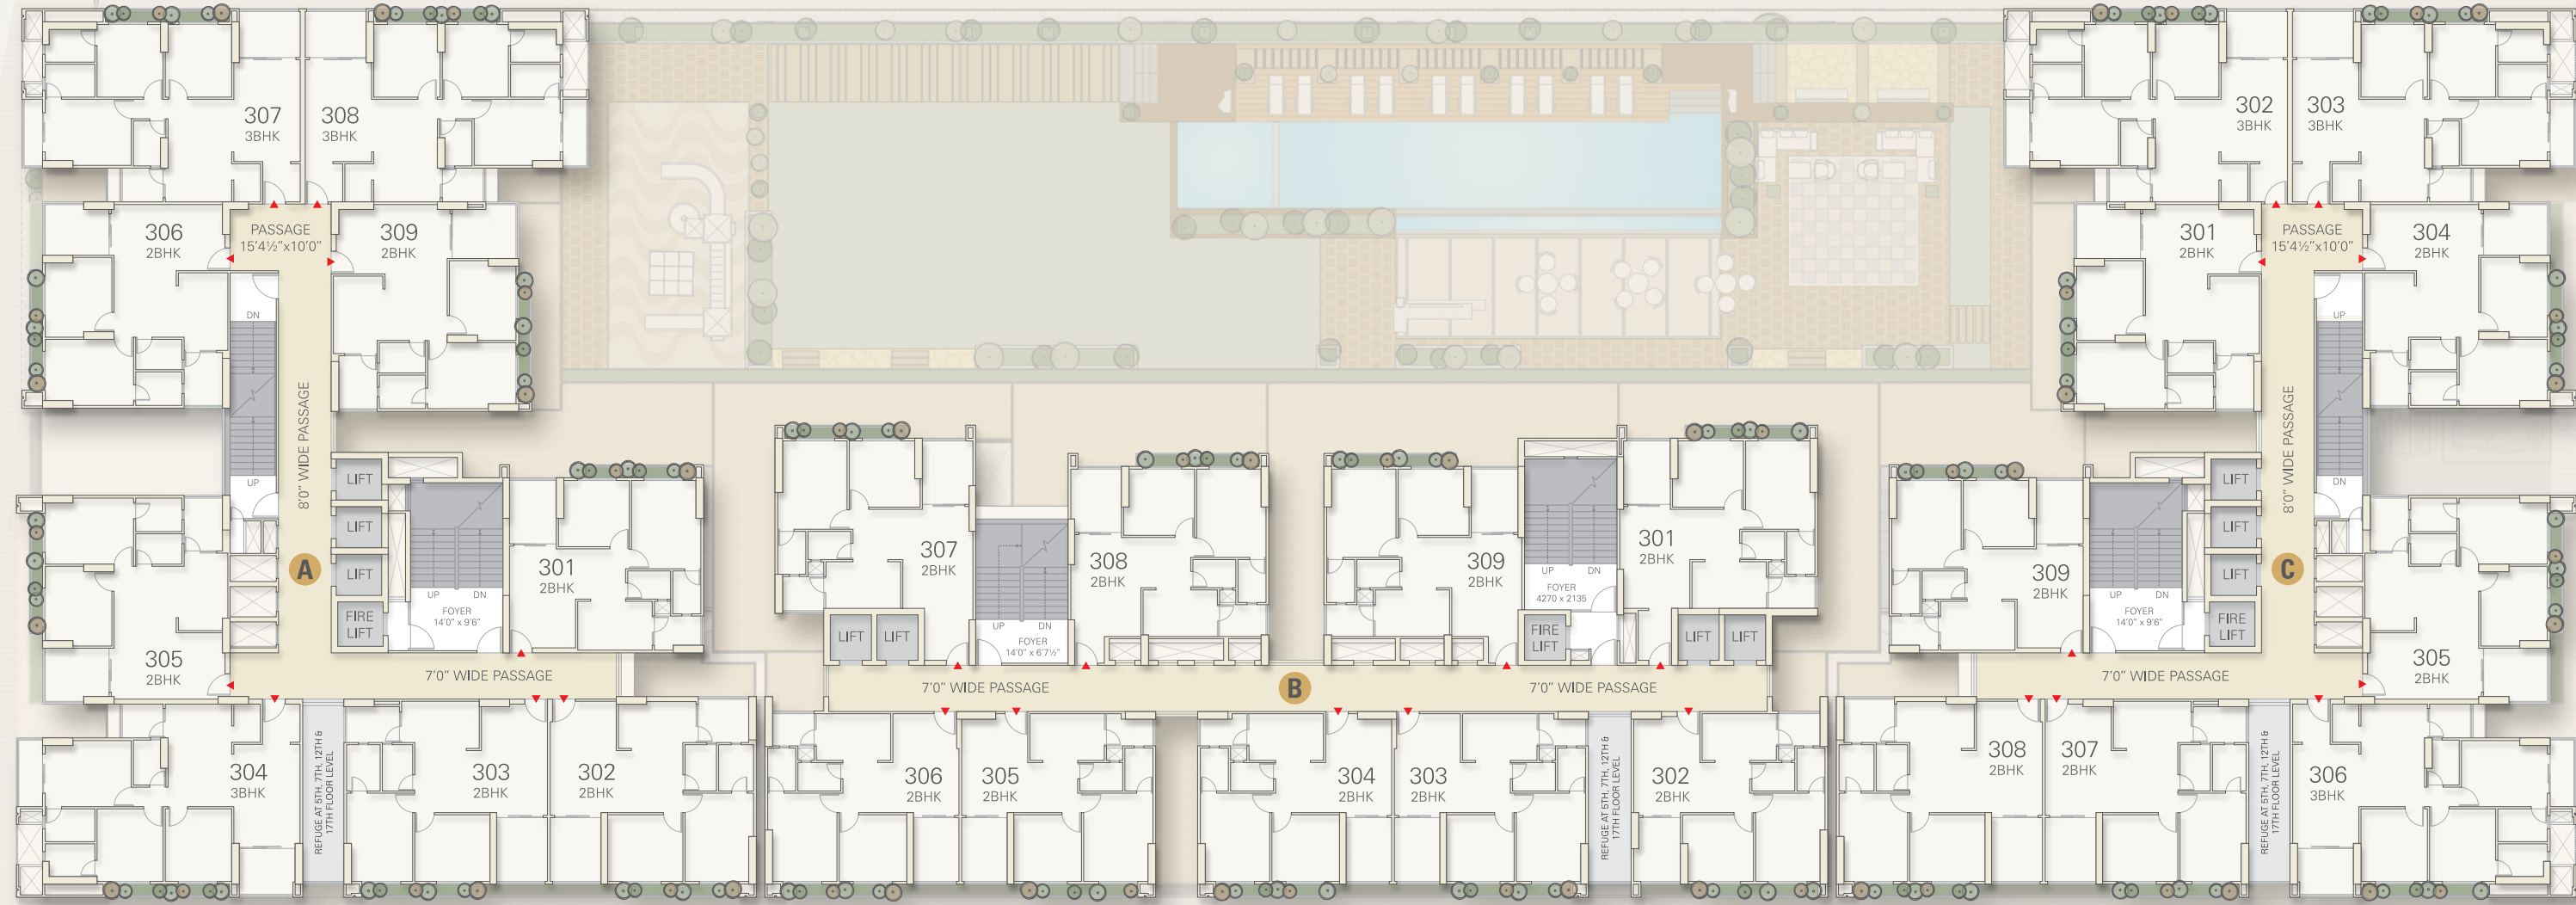 307
3BHK
308
3BHK
306
2BHK
PASSAGE
15'4½"x10'0"
309
2BHK
DN
8'0" WIDE PASSAGE
UP
LIFT
LIFT
LIFT
FIRE
LIFT
A
UP
DN
FOYER
14'0" x 9'6"
301
2BHK
305
2BHK
7'0" WIDE PASSAGE
304
3BHK
REFUGE AT 5TH, 7TH, 12TH &
17TH FLOOR LEVEL
303
2BHK
302
2BHK
307
2BHK
308
2BHK
309
2BHK
301
2BHK
LIFT
LIFT
UP
DN
FOYER
14'0" x 6'7½"
UP
DN
FOYER
4270 x 2135
FIRE
LIFT
LIFT
LIFT
7'0" WIDE PASSAGE
B
7'0" WIDE PASSAGE
306
2BHK
305
2BHK
304
2BHK
303
2BHK
REFUGE AT 5TH, 7TH, 12TH &
17TH FLOOR LEVEL
302
2BHK
302
3BHK
303
3BHK
301
2BHK
PASSAGE
15'4½"x10'0"
304
2BHK
UP
8'0" WIDE PASSAGE
DN
LIFT
LIFT
LIFT
FIRE
LIFT
C
309
2BHK
UP
DN
FOYER
14'0" x 9'6"
305
2BHK
7'0" WIDE PASSAGE
308
2BHK
307
2BHK
REFUGE AT 5TH, 7TH, 12TH &
17TH FLOOR LEVEL
306
3BHK